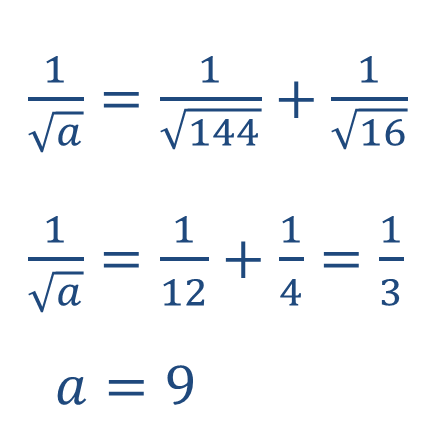 1/√a = 1/√144 + 1/√16
1/√a = 1/12 + 1/4 = 1/3
a = 9